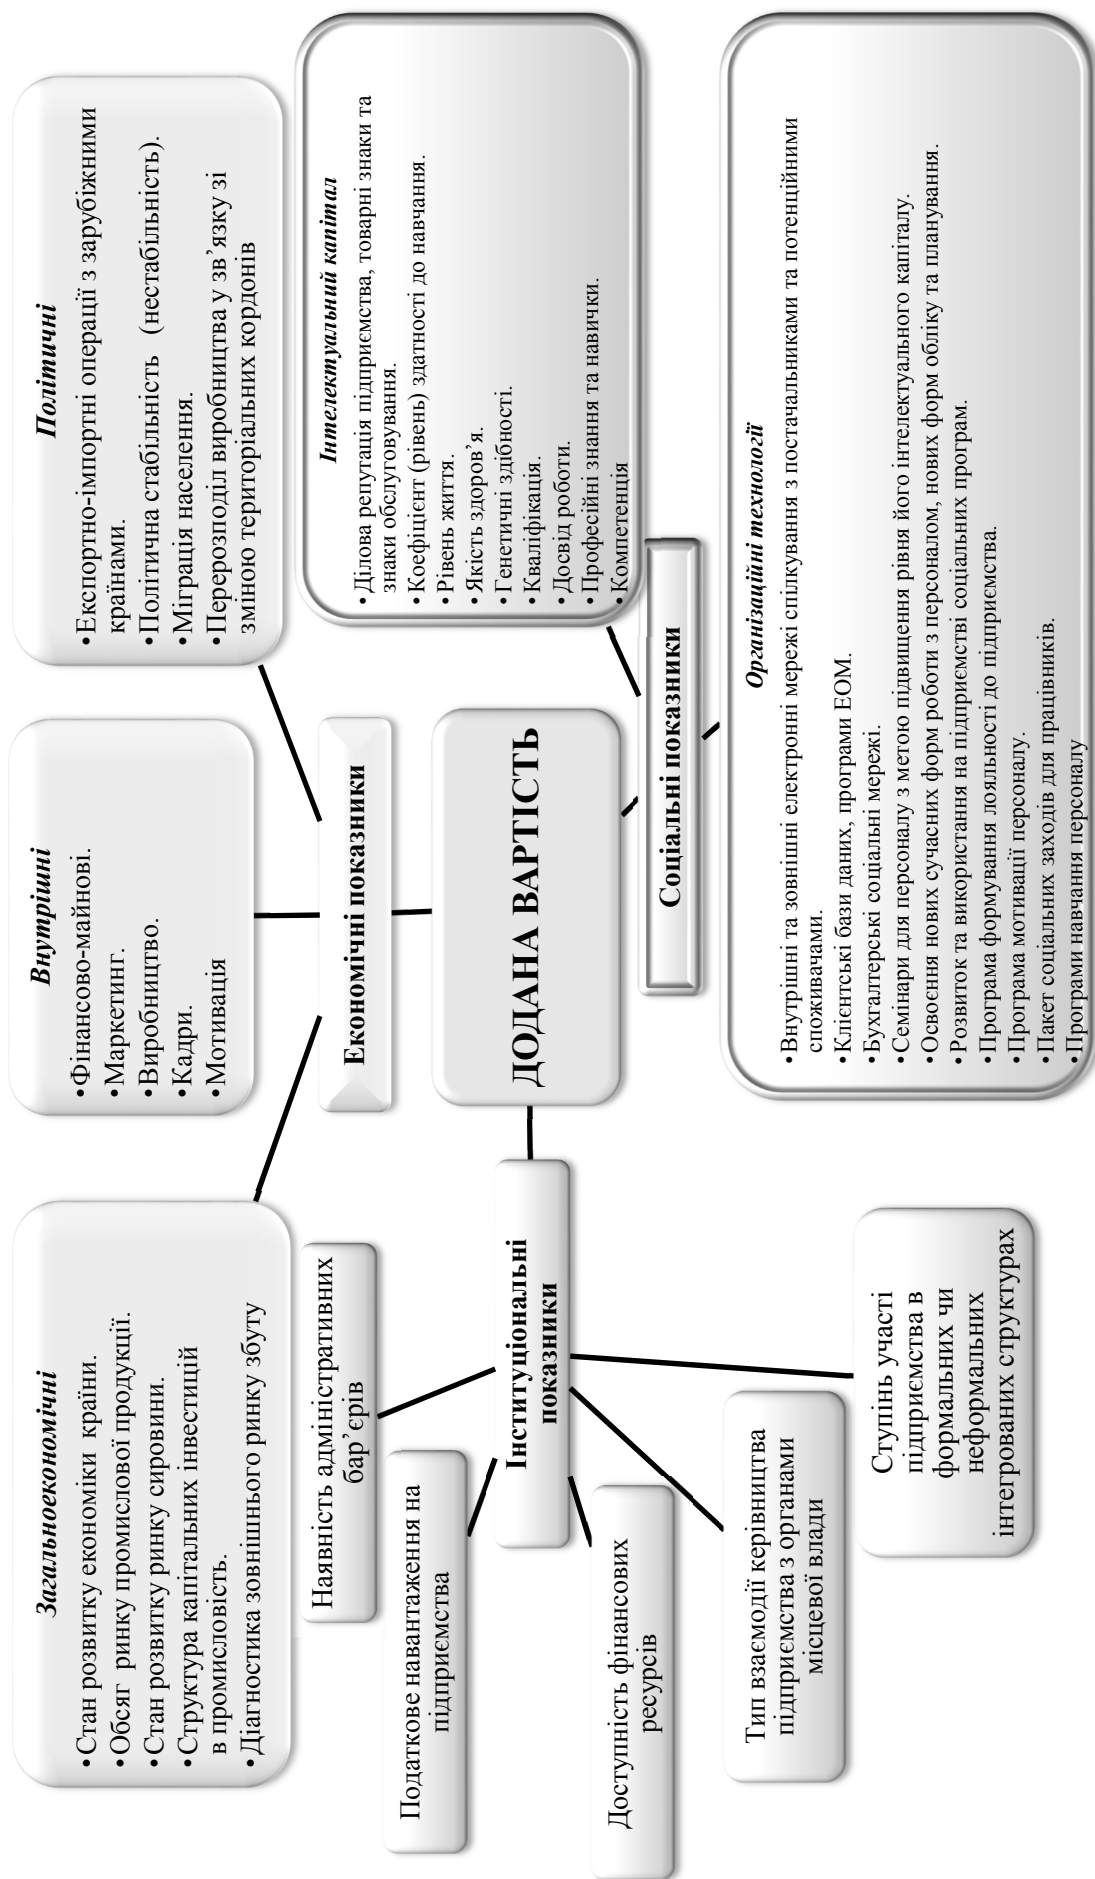 Загальноекономічні
•Стан розвитку економіки країни.
•Обсяг ринку промислової продукції.
•Стан розвитку ринку сировини.
•Структура капітальних інвестицій
в промисловість.
•Діагностика зовнішнього ринку збуту
Внутрішні
•Фінансово-майнові.
•Маркетинг.
•Виробництво.
•Кадри.
•Мотивація
Політичні
•Експортно-імпортні операції з зарубіжними
країнами.
•Політична стабільність (нестабільність).
•Міграція населення.
•Перерозподіл виробництва у зв’язку зі
зміною територіальних кордонів
Економічні показники
ДОДАНА ВАРТІСТЬ
Інтелектуальний капітал
•Ділова репутація підприємства, товарні знаки та
знаки обслуговування.
•Коефіцієнт (рівень) здатності до навчання.
•Рівень життя.
•Якість здоров’я.
•Генетичні здібності.
•Кваліфікація.
•Досвід роботи.
•Професійні знання та навички.
•Компетенція
Соціальні показники
Організаційні технології
•Внутрішні та зовнішні електронні мережі спілкування з постачальниками та потенційними
споживачами.
•Клієнтські бази даних, програми ЕОМ.
•Бухгалтерські соціальні мережі.
•Семінари для персоналу з метою підвищення рівня його інтелектуального капіталу.
•Освоєння нових сучасних форм роботи з персоналом, нових форм обліку та планування.
•Розвиток та використання на підприємстві соціальних програм.
•Програма формування лояльності до підприємства.
•Програма мотивації персоналу.
•Пакет соціальних заходів для працівників.
•Програми навчання персоналу
Інституціональні
показники
Наявність адміністративних
бар’єрів
Податкове навантаження на
підприємства
Доступність фінансових
ресурсів
Тип взаємодії керівництва
підприємства з органами
місцевої влади
Ступінь участі
підприємства в
формальних чи
неформальних
інтегрованих структурах